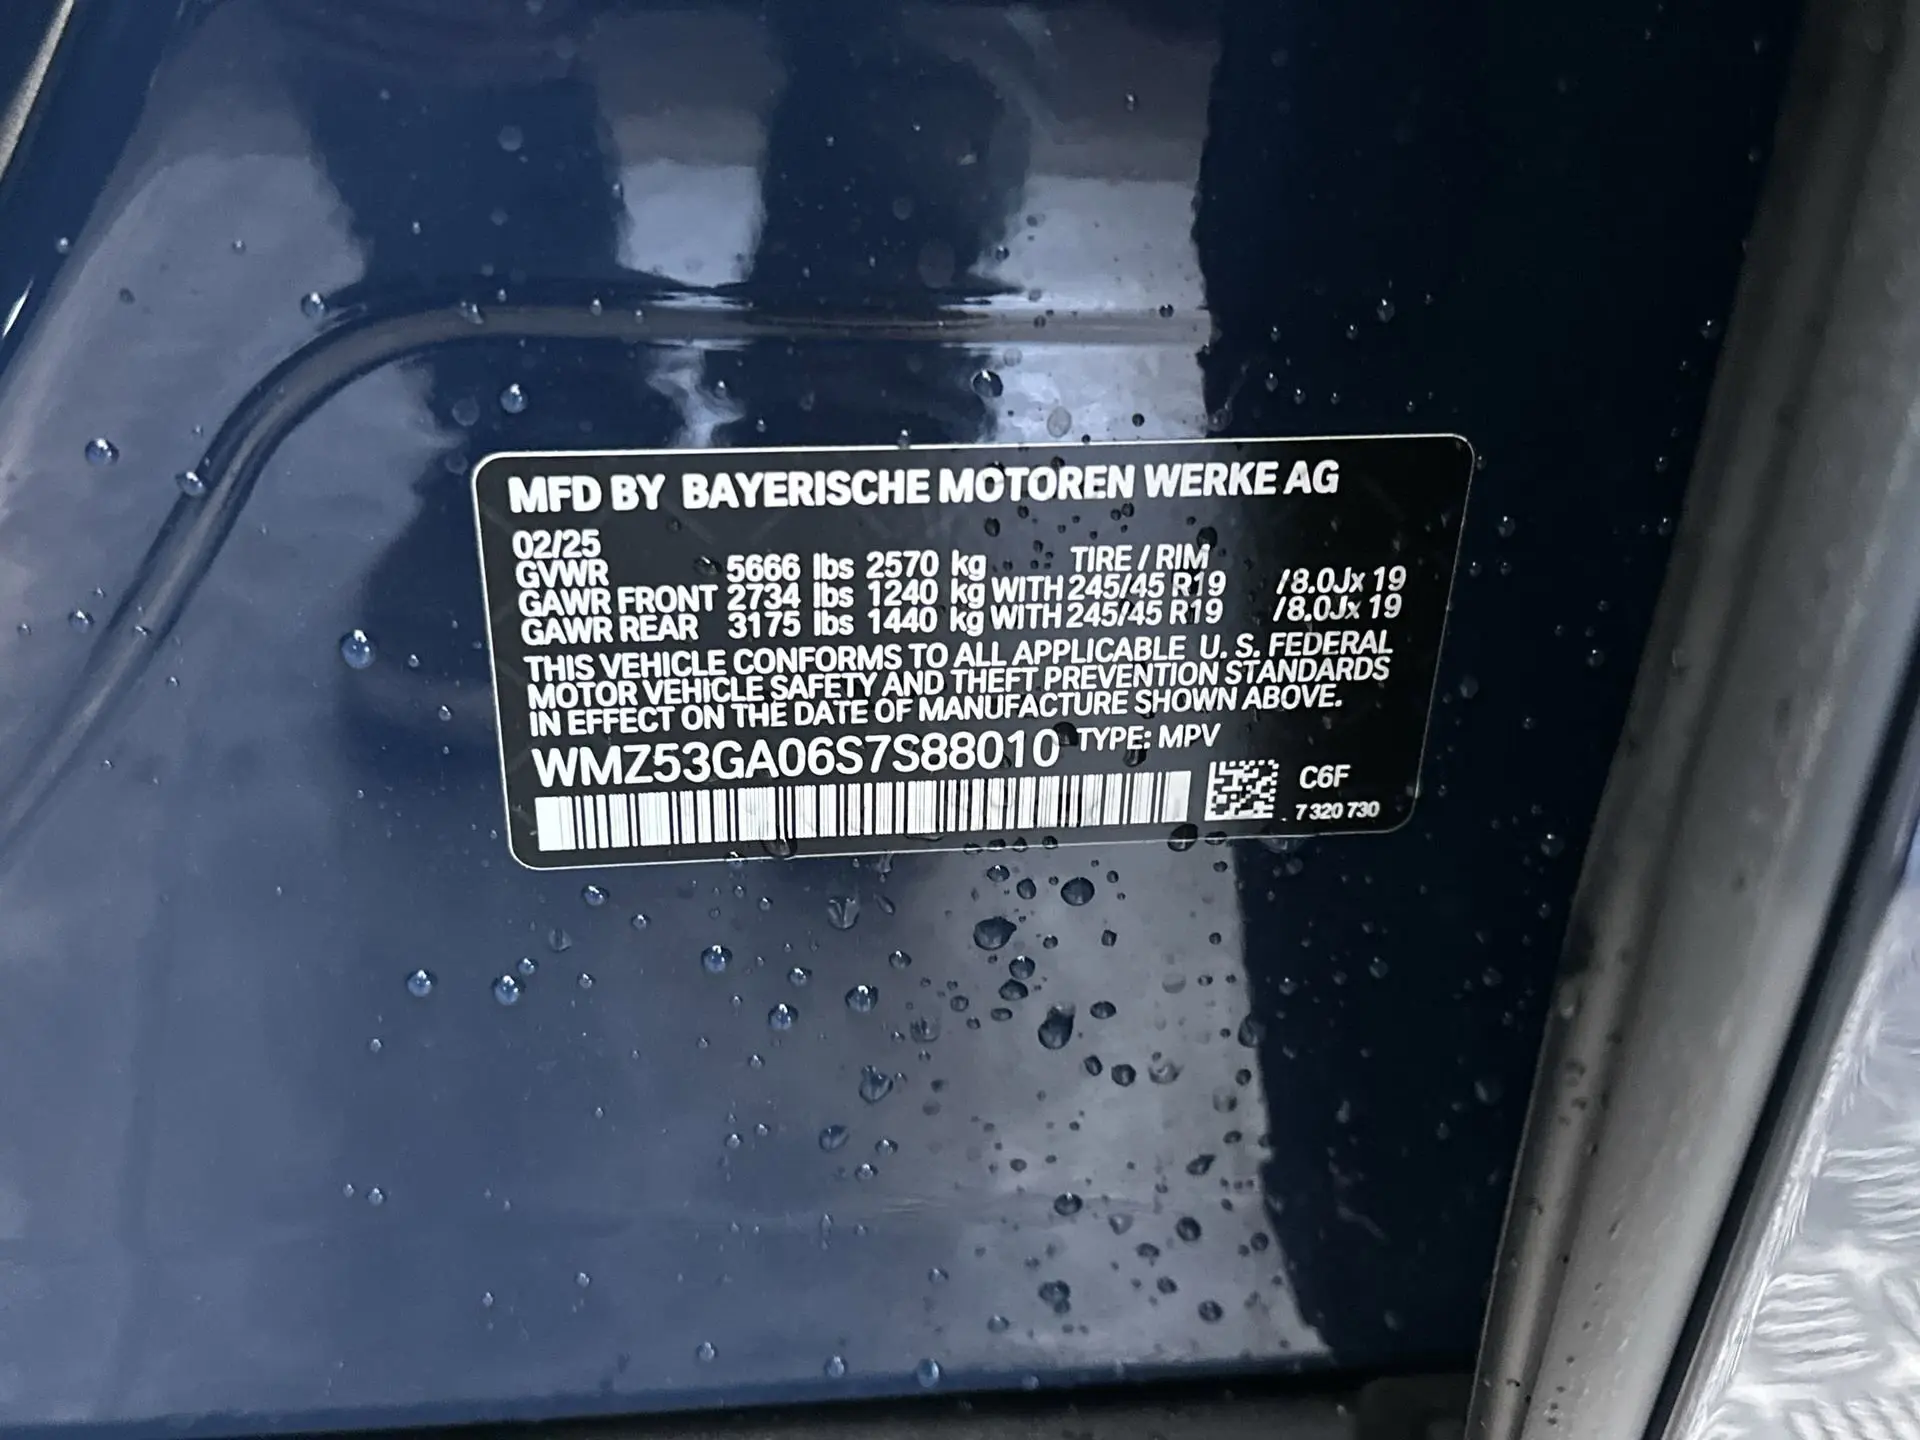 MFD BY BAYERISCHE MOTOREN WERKE AG
02/25
GVWR 5666 lbs 2570 kg TIRE / RIM
GAWR FRONT 2734 lbs 1240 kg WITH 245/45 R19 /8.0Jx 19
GAWR REAR 3175 lbs 1440 kg WITH 245/45 R19 /8.0Jx 19
THIS VEHICLE CONFORMS TO ALL APPLICABLE U. S. FEDERAL
MOTOR VEHICLE SAFETY AND THEFT PREVENTION STANDARDS
IN EFFECT ON THE DATE OF MANUFACTURE SHOWN ABOVE.
WMZ53GA06S7S88010 TYPE: MPV
C6F
7 320 730